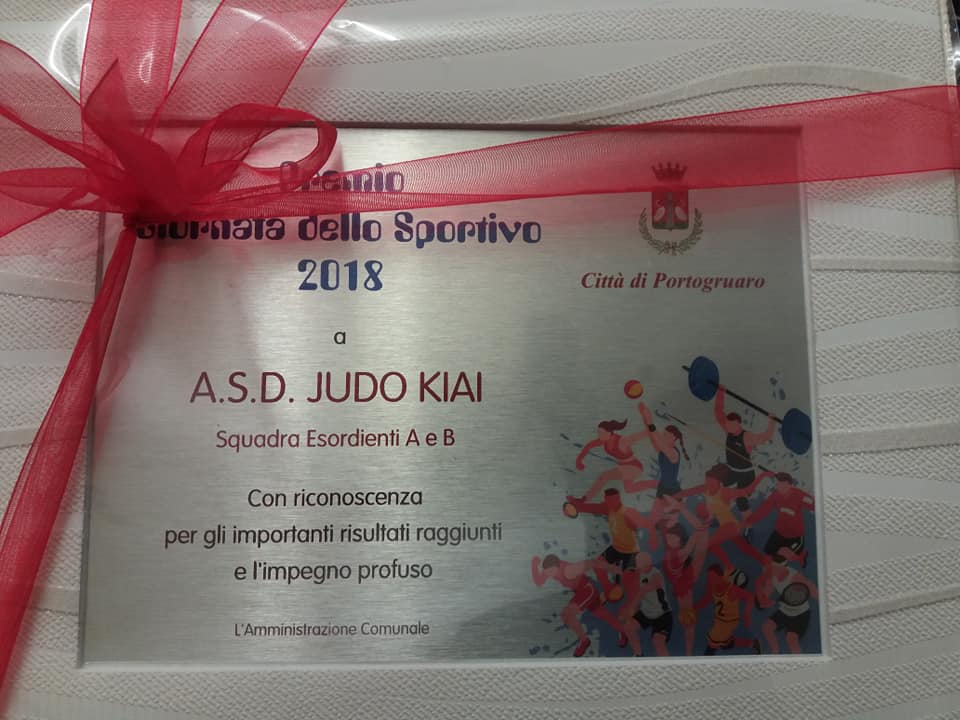 Premio
Giornata dello Sportivo
2018
Città di Portogruaro
a
A.S.D. JUDO KIAI
Squadra Esordienti A e B
Con riconoscenza
per gli importanti risultati raggiunti
e l'impegno profuso
L'Amministrazione Comunale